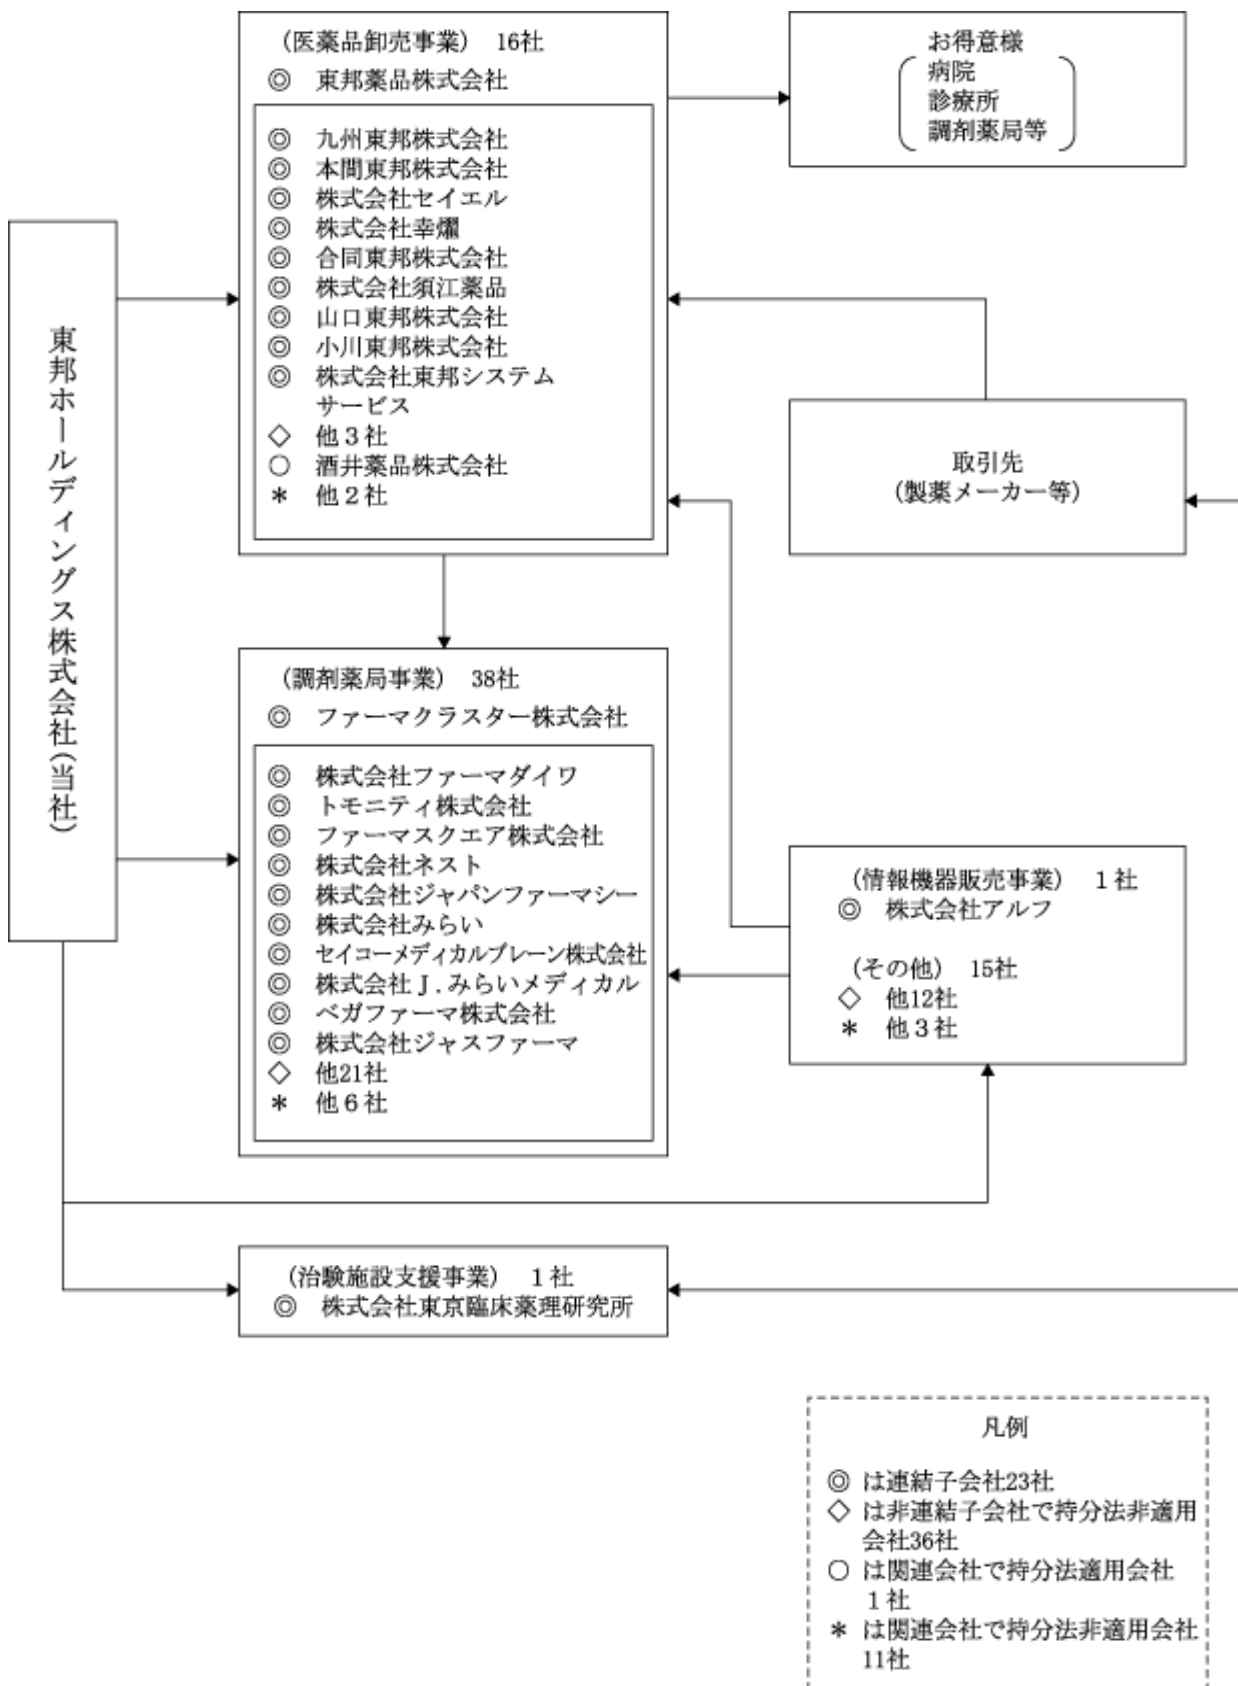 東邦ホールディングス株式会社(当社)
(医薬品卸売事業) 16社
◎ 東邦薬品株式会社
◎ 九州東邦株式会社
◎ 本間東邦株式会社
◎ 株式会社セイエル
◎ 株式会社幸燿
◎ 合同東邦株式会社
◎ 株式会社須江薬品
◎ 山口東邦株式会社
◎ 小川東邦株式会社
◎ 株式会社東邦システム
サービス
◇ 他3社
○ 酒井薬品株式会社
* 他2社
お得意様
病院
診療所
調剤薬局等
取引先
(製薬メーカー等)
(調剤薬局事業) 38社
◎ ファーマクラスター株式会社
◎ 株式会社ファーマダイワ
◎ トモニティ株式会社
◎ ファーマスクエア株式会社
◎ 株式会社ネスト
◎ 株式会社ジャパンファーマシー
◎ 株式会社みらい
◎ セイコーメディカルブレーン株式会社
◎ 株式会社J.みらいメディカル
◎ ベガファーマ株式会社
◎ 株式会社ジャスファーマ
◇ 他21社
* 他6社
(情報機器販売事業) 1社
◎ 株式会社アルフ
(その他) 15社
◇ 他12社
* 他3社
(治験施設支援事業) 1社
◎ 株式会社東京臨床薬理研究所
凡例
◎ は連結子会社23社
◇ は非連結子会社で持分法非適用
会社36社
○ は関連会社で持分法適用会社
1社
* は関連会社で持分法非適用会社
11社